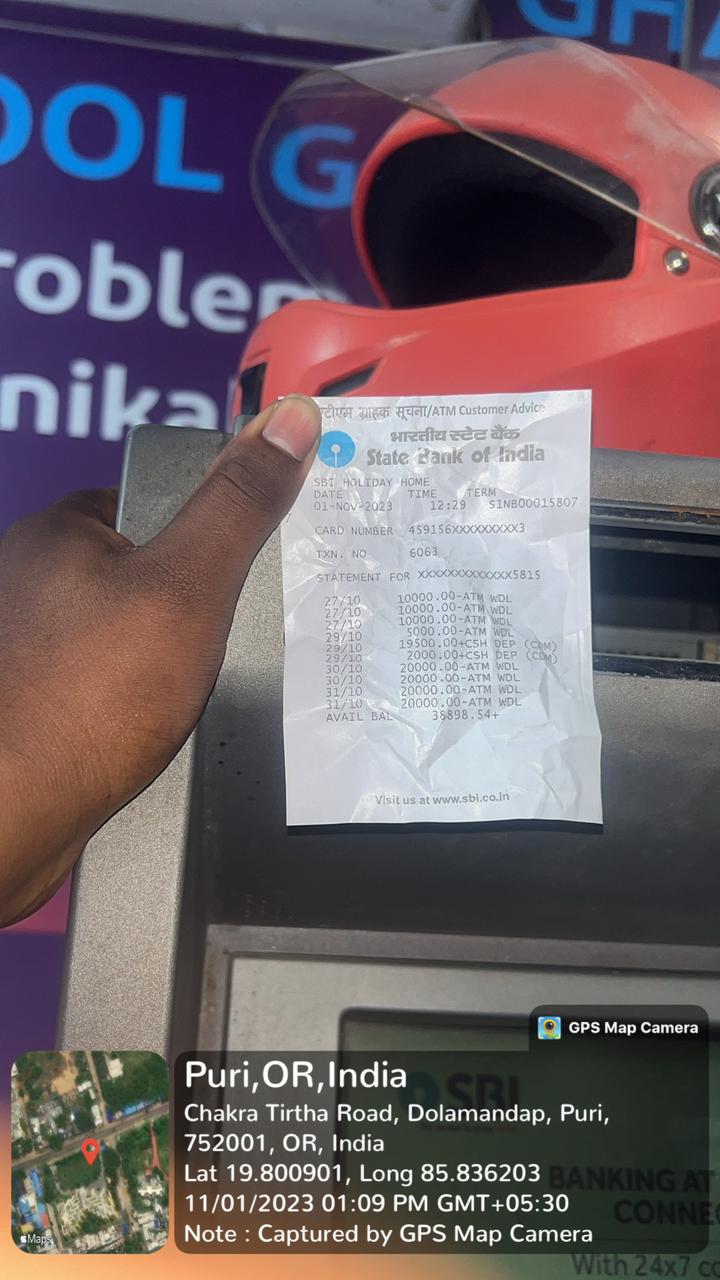 GHA
OOL G
roblem
nika
एटीएम ग्राहक सूचना/ATM Customer Advice
भारतीय स्टेट बैंक
State Bank of India
SBI HOLIDAY HOME
DATE TIME TERM
01-NOV-2023 12:29 S1NB00015807
CARD NUMBER 459156XXXXXXXXX3
TXN. NO 6063
STATEMENT FOR XXXXXXXXXXXXX5815
27/10 10000.00-ATM WDL
27/10 10000.00-ATM WDL
27/10 10000.00-ATM WDL
29/10 5000.00-ATM WDL
29/10 19500.00+CSH DEP (CDM)
29/10 2000.00+CSH DEP (CDM)
30/10 20000.00-ATM WDL
30/10 20000.00-ATM WDL
31/10 20000.00-ATM WDL
31/10 20000.00-ATM WDL
AVAIL BAL 38898.54+
Visit us at www.sbi.co.in
GPS Map Camera
SBI
BANKING AT
CONNE
With 24x7 co
Puri,OR,India
Chakra Tirtha Road, Dolamandap, Puri,
752001, OR, India
Lat 19.800901, Long 85.836203
11/01/2023 01:09 PM GMT+05:30
Note : Captured by GPS Map Camera
Maps